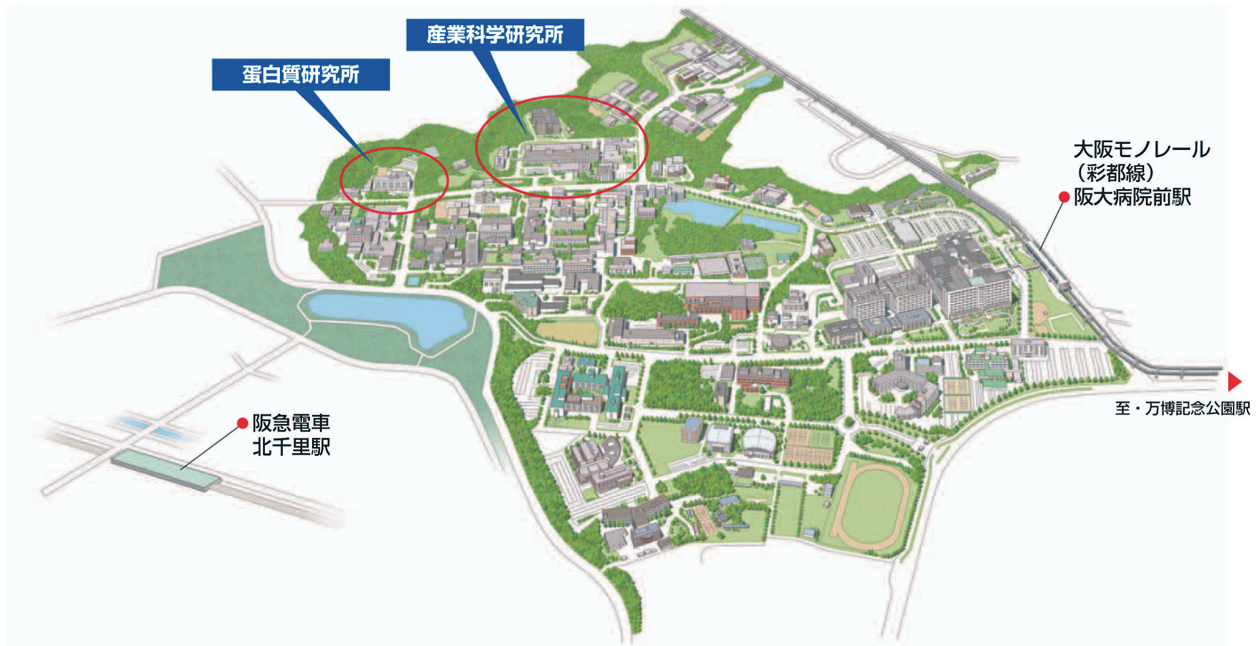 産業科学研究所
蛋白質研究所
大阪モノレール
（彩都線）
阪大病院前駅
至・万博記念公園駅
阪急電車
北千里駅